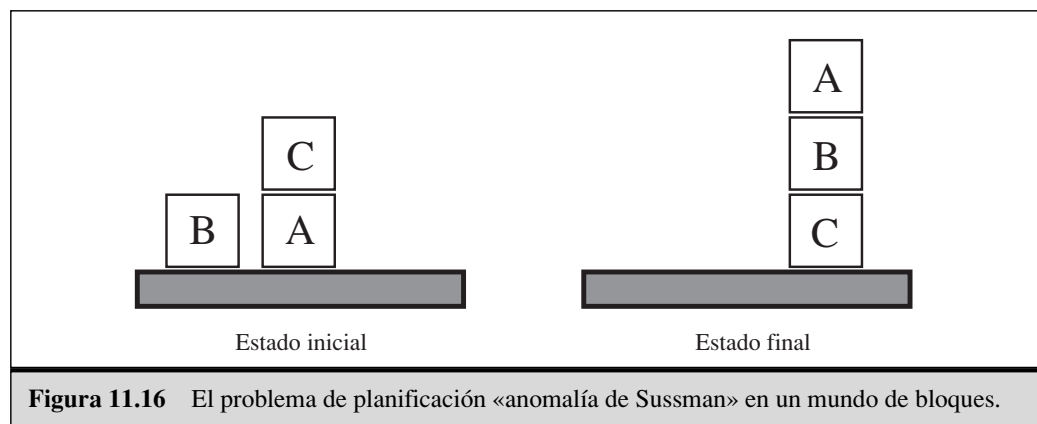 A
C
B
B
A
C
Estado inicial
Estado final
Figura 11.16 El problema de planificación «anomalía de Sussman» en un mundo de bloques.